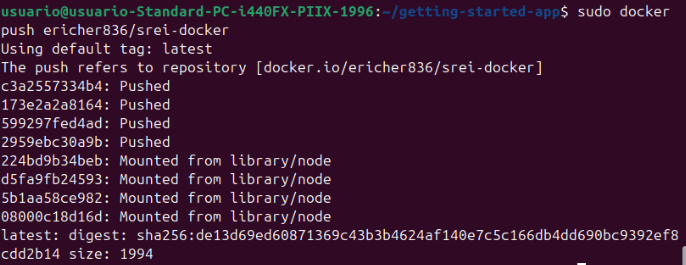 usuario@usuario-Standard-PC-i440FX-PIIX-1996:~/getting-started-app$ sudo docker
push ericher836/srei-docker
Using default tag: latest
The push refers to repository [docker.io/ericher836/srei-docker]
c3a2557334b4: Pushed
173e2a2a8164: Pushed
599297fed4ad: Pushed
2959ebc30a9b: Pushed
224bd9b34beb: Mounted from library/node
d5fa9fb24593: Mounted from library/node
5b1aa58ce982: Mounted from library/node
08000c18d16d: Mounted from library/node
latest: digest: sha256:de13d69ed60871369c43b3b4624af140e7c5c166db4dd690bc9392ef8
cdd2b14 size: 1994